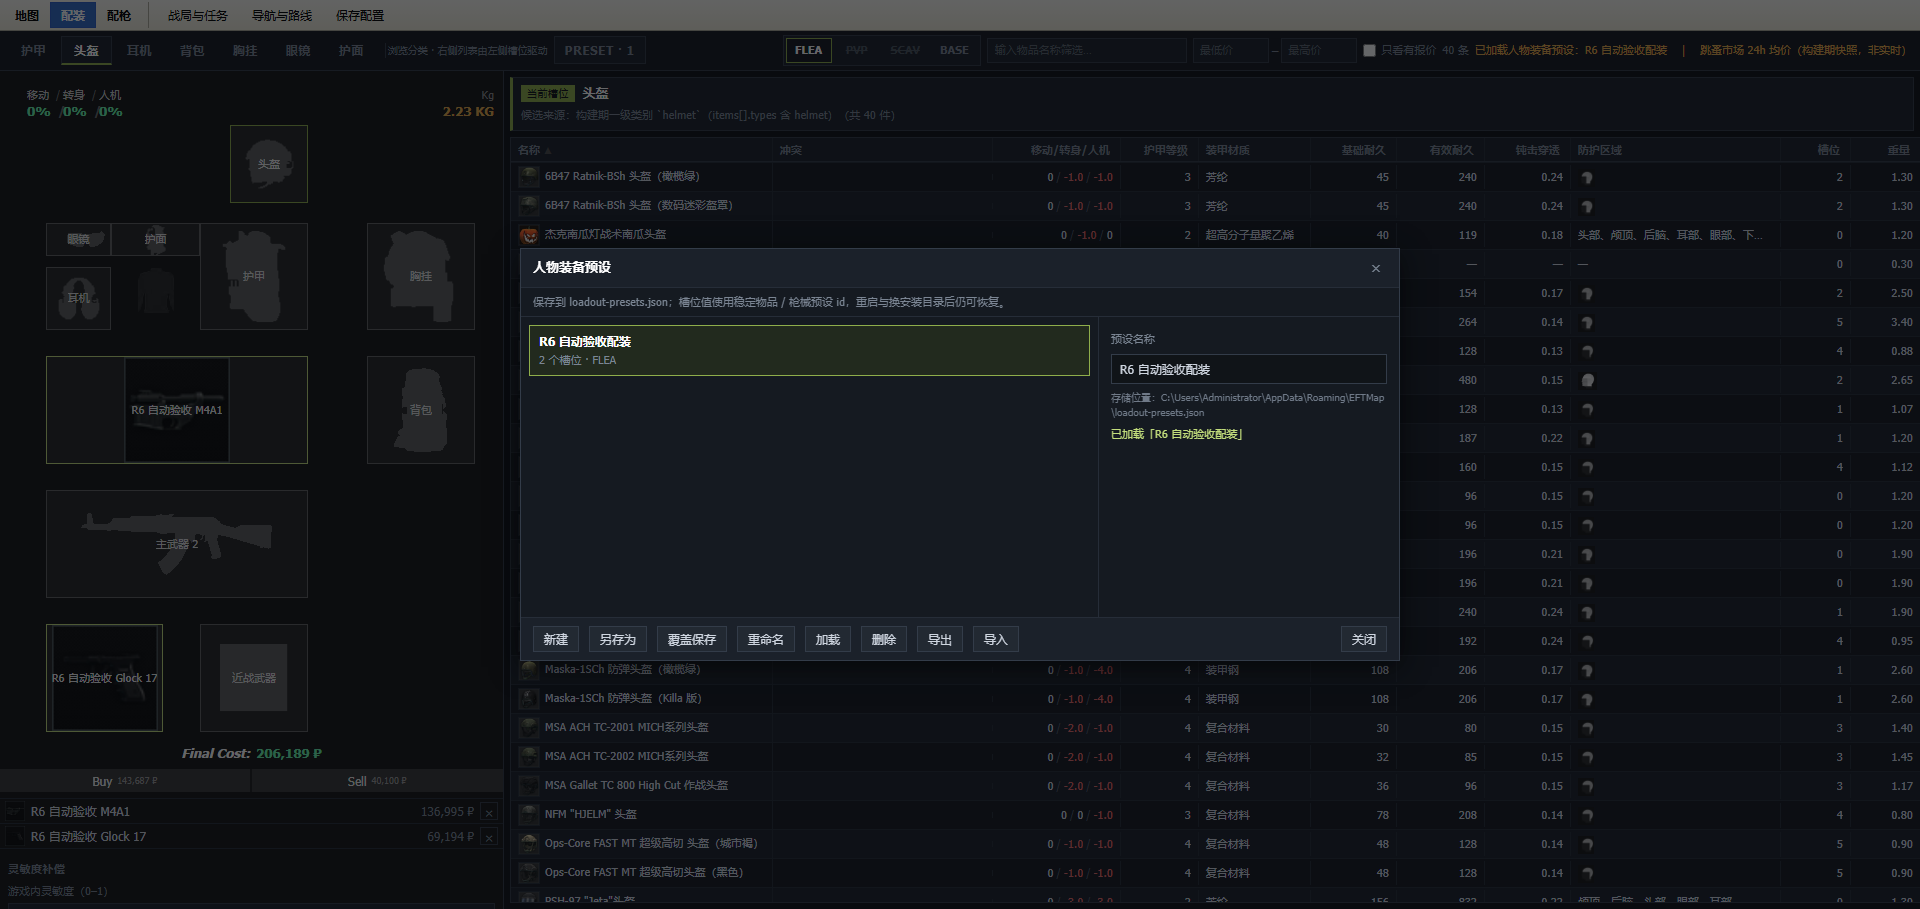 地图 配装 配枪 战局与任务 导航与路线 保存配置
护甲 头盔 耳机 背包 胸挂 眼镜 护面 浏览分类 · 右侧列表由左侧槽位驱动 PRESET · 1 FLEA PVP SCAV BASE 输入物品名称筛选 最低价 – 最高价 只看有报价 40 条 已加载人物装备预设：R6 自动验收配装 | 跳蚤市场 24h 均价（构建期快照，非实时）
移动 / 转身 / 人机 Kg
0% /0% /0% 2.23 KG
头盔
眼镜 护面 护甲 胸挂
耳机
R6 自动验收 M4A1 背包
主武器 2
R6 自动验收 Glock 17 近战武器
Final Cost: 206,189 ₽
Buy 143,687 ₽ Sell 40,100 ₽
R6 自动验收 M4A1 136,995 ₽ ×
R6 自动验收 Glock 17 69,194 ₽ ×
灵敏度补偿
游戏内灵敏度（0–1）
当前槽位 头盔
候选来源：构建期一级类别 `helmet`（items[].types 含 helmet） （共 40 件）
名称 ▲ 冲突 移动/转身/人机 护甲等级 装甲材质 基础耐久 有效耐久 钝击穿透 防护区域 槽位 重量
6B47 Ratnik-BSh 头盔（橄榄绿） 0 / -1.0 / -1.0 3 芳纶 45 240 0.24 2 1.30
6B47 Ratnik-BSh 头盔（数码迷彩盔罩） 0 / -1.0 / -1.0 3 芳纶 45 240 0.24 2 1.30
杰克南瓜灯战术南瓜头盔 0 / -1.0 / 0 2 超高分子量聚乙烯 40 119 0.18 头部、颅顶、后脑、耳部、眼部、下... 0 1.20
— — — 0 0.30
154 0.17 2 2.50
264 0.14 5 3.40
128 0.13 4 0.88
480 0.15 2 2.65
128 0.13 1 1.07
187 0.22 1 1.20
160 0.15 4 1.12
96 0.15 0 1.20
96 0.15 0 1.20
196 0.21 0 1.90
196 0.21 0 1.90
240 0.24 1 1.90
192 0.24 4 0.95
Maska-1SCh 防弹头盔（橄榄绿） 0 / -1.0 / -4.0 4 装甲钢 108 206 0.17 1 2.60
Maska-1SCh 防弹头盔（Killa 版） 0 / -1.0 / -4.0 4 装甲钢 108 206 0.17 1 2.60
MSA ACH TC-2001 MICH系列头盔 0 / -2.0 / -1.0 4 复合材料 30 80 0.15 3 1.40
MSA ACH TC-2002 MICH系列头盔 0 / -2.0 / -1.0 4 复合材料 32 85 0.15 3 1.45
MSA Gallet TC 800 High Cut 作战头盔 0 / -2.0 / -1.0 4 复合材料 36 96 0.15 3 1.17
NFM "HJELM" 头盔 0 / 0 / -1.0 3 复合材料 78 208 0.14 4 0.80
Ops-Core FAST MT 超级高切 头盔（城市褐） 0 / -1.0 / -1.0 4 复合材料 48 128 0.14 5 0.90
Ops-Core FAST MT 超级高切头盔（黑色） 0 / -1.0 / -1.0 4 复合材料 48 128 0.14 5 0.90
人物装备预设 ×
保存到 loadout-presets.json；槽位值使用稳定物品 / 枪械预设 id，重启与换安装目录后仍可恢复。
R6 自动验收配装
2 个槽位 · FLEA
预设名称
R6 自动验收配装
存储位置：C:\Users\Administrator\AppData\Roaming\EFTMap
\loadout-presets.json
已加载「R6 自动验收配装」
新建 另存为 覆盖保存 重命名 加载 删除 导出 导入 关闭